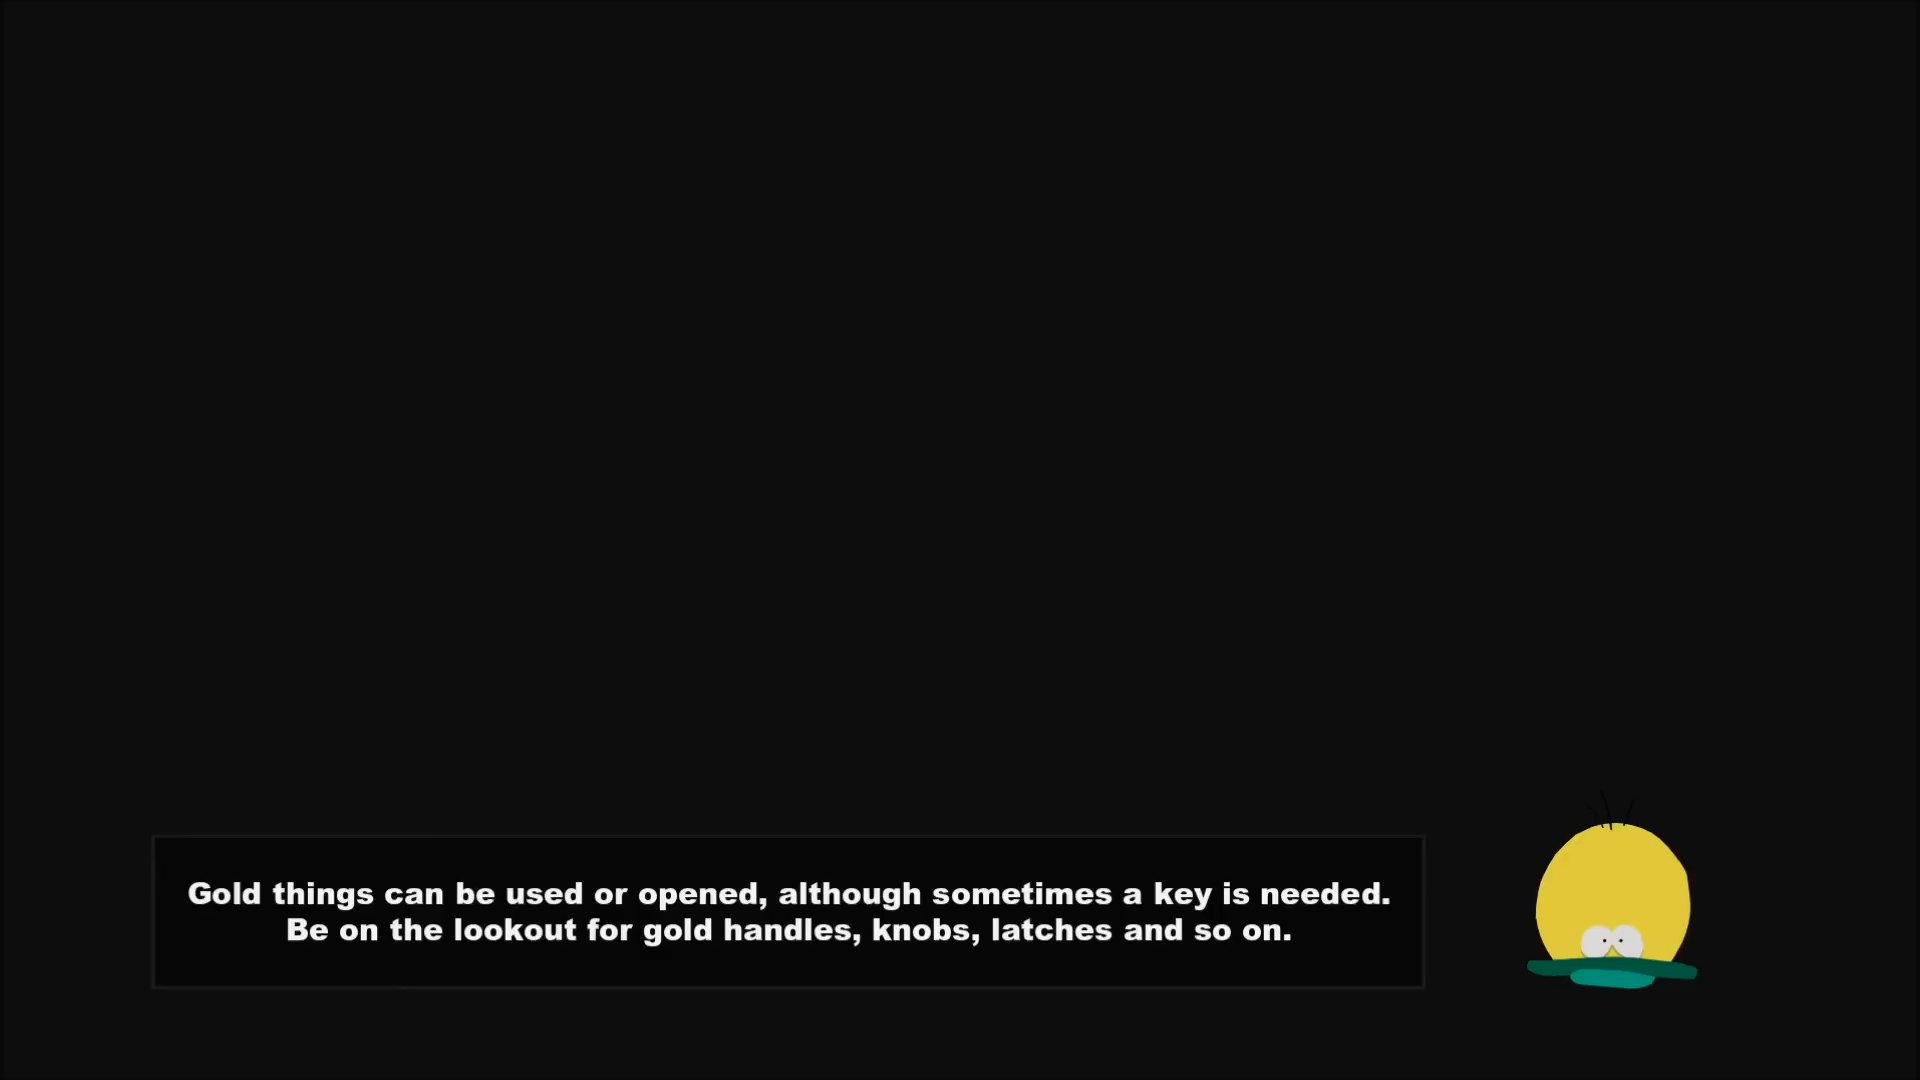 Gold things can be used or opened, although sometimes a key is needed.
Be on the lookout for gold handles, knobs, latches and so on.